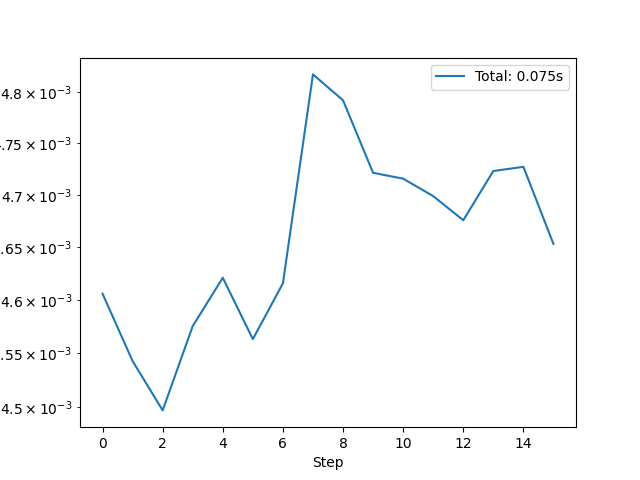 Total: 0.075s
4.8 × 10⁻³
.75 × 10⁻³
4.7 × 10⁻³
.65 × 10⁻³
4.6 × 10⁻³
.55 × 10⁻³
4.5 × 10⁻³
0 2 4 6 8 10 12 14
Step